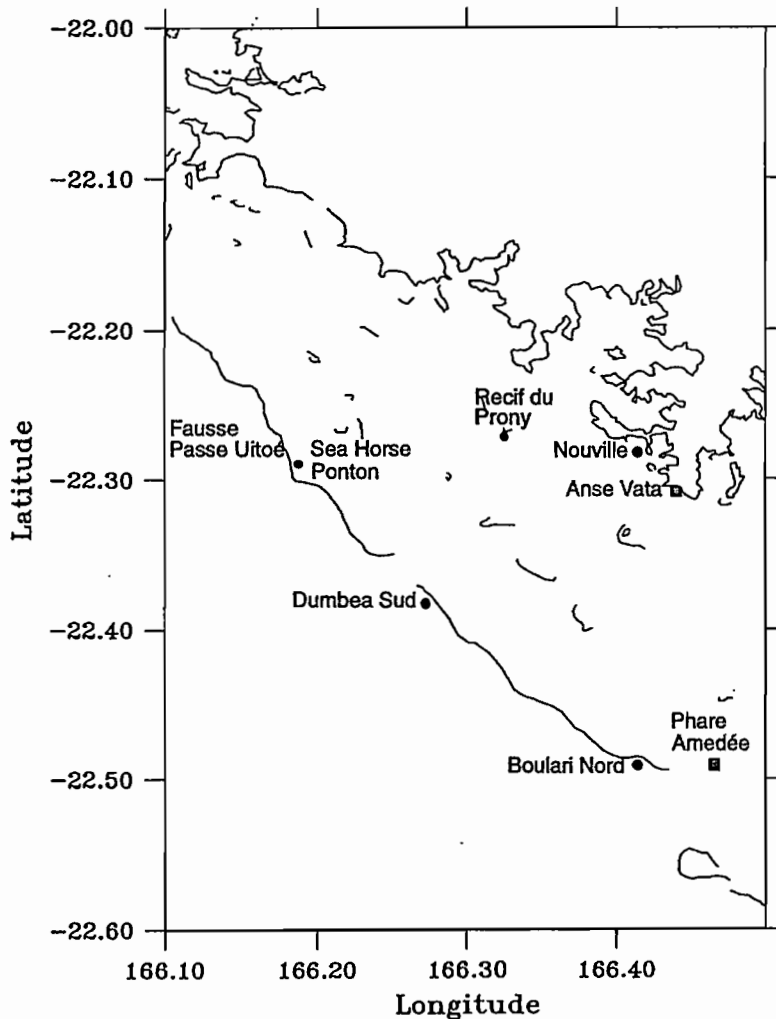 -22.00
-22.10
-22.20
-22.30
-22.40
-22.50
-22.60
Latitude
Recif du
Prony
Fausse
Passe Uitoé
Sea Horse
Ponton
Nouville
Anse Vata
Dumbea Sud
Phare
Amedée
Boulari Nord
166.10
166.20
166.30
166.40
Longitude